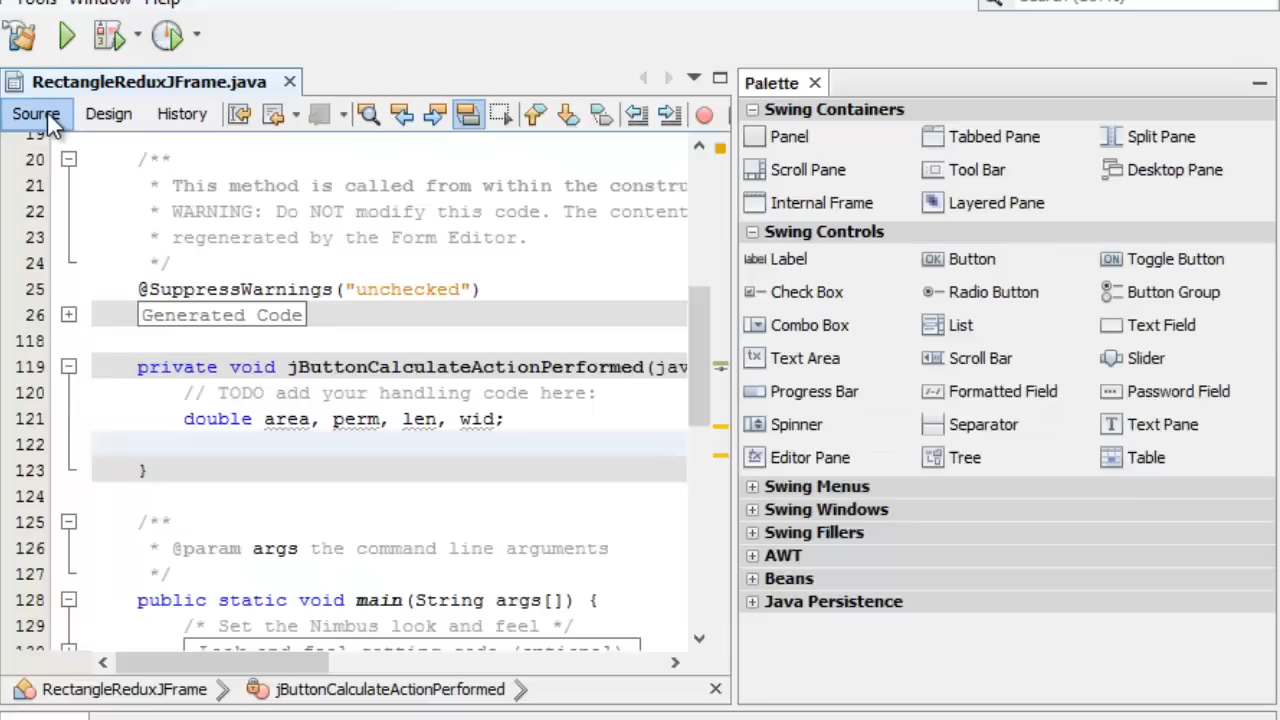 Tools Window Help
RectangleReduxJFrame.java
Source Design History
19
20 /**
21 * This method is called from within the constru
22 * WARNING: Do NOT modify this code. The content
23 * regenerated by the Form Editor.
24 */
25 @SuppressWarnings("unchecked")
26 Generated Code
118
119 private void jButtonCalculateActionPerformed(jav
120 // TODO add your handling code here:
121 double area, perm, len, wid;
122
123 }
124
125 /**
126 * @param args the command line arguments
127 */
128 public static void main(String args[]) {
129 /* Set the Nimbus look and feel */
Look and feel setting code (optional)
RectangleReduxJFrame jButtonCalculateActionPerformed
Palette
Swing Containers
Panel Tabbed Pane Split Pane
Scroll Pane Tool Bar Desktop Pane
Internal Frame Layered Pane
Swing Controls
label Label OK Button ON Toggle Button
Check Box Radio Button Button Group
Combo Box List Text Field
Text Area Scroll Bar Slider
Progress Bar Formatted Field Password Field
Spinner Separator Text Pane
Editor Pane Tree Table
Swing Menus
Swing Windows
Swing Fillers
AWT
Beans
Java Persistence